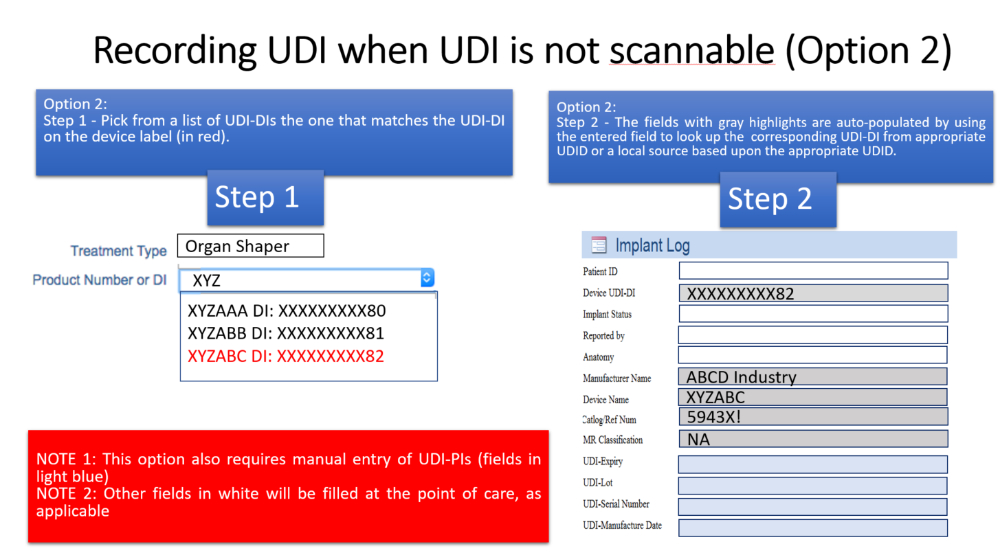 Recording UDI when UDI is not scannable (Option 2)
Option 2:
Step 1 - Pick from a list of UDI-DIs the one that matches the UDI-DI
on the device label (in red).
Step 1
Treatment Type
Organ Shaper
Product Number or DI
XYZ
XYZAAA DI: XXXXXXXXX80
XYZABB DI: XXXXXXXXX81
XYZABC DI: XXXXXXXXX82
NOTE 1: This option also requires manual entry of UDI-PIs (fields in
light blue)
NOTE 2: Other fields in white will be filled at the point of care, as
applicable
Option 2:
Step 2 - The fields with gray highlights are auto-populated by using
the entered field to look up the corresponding UDI-DI from appropriate
UDID or a local source based upon the appropriate UDID.
Step 2
Implant Log
Patient ID
Device UDI-DI XXXXXXXXX82
Implant Status
Reported by
Anatomy
Manufacturer Name ABCD Industry
Device Name XYZABC
Catlog/Ref Num 5943X!
MR Classification NA
UDI-Expiry
UDI-Lot
UDI-Serial Number
UDI-Manufacture Date